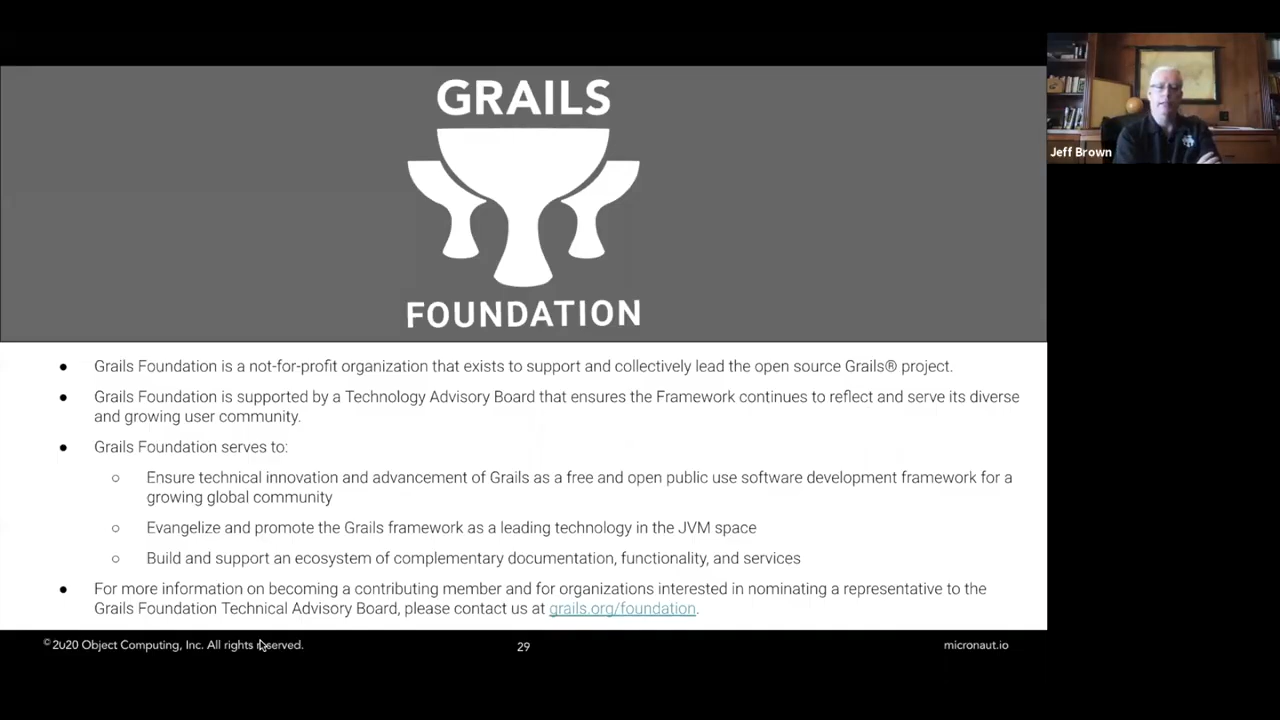 GRAILS
FOUNDATION
Jeff Brown
● Grails Foundation is a not-for-profit organization that exists to support and collectively lead the open source Grails® project.
● Grails Foundation is supported by a Technology Advisory Board that ensures the Framework continues to reflect and serve its diverse
and growing user community.
● Grails Foundation serves to:
○ Ensure technical innovation and advancement of Grails as a free and open public use software development framework for a
growing global community
○ Evangelize and promote the Grails framework as a leading technology in the JVM space
○ Build and support an ecosystem of complementary documentation, functionality, and services
● For more information on becoming a contributing member and for organizations interested in nominating a representative to the
Grails Foundation Technical Advisory Board, please contact us at grails.org/foundation.
© 2020 Object Computing, Inc. All rights reserved.
29
micronaut.io